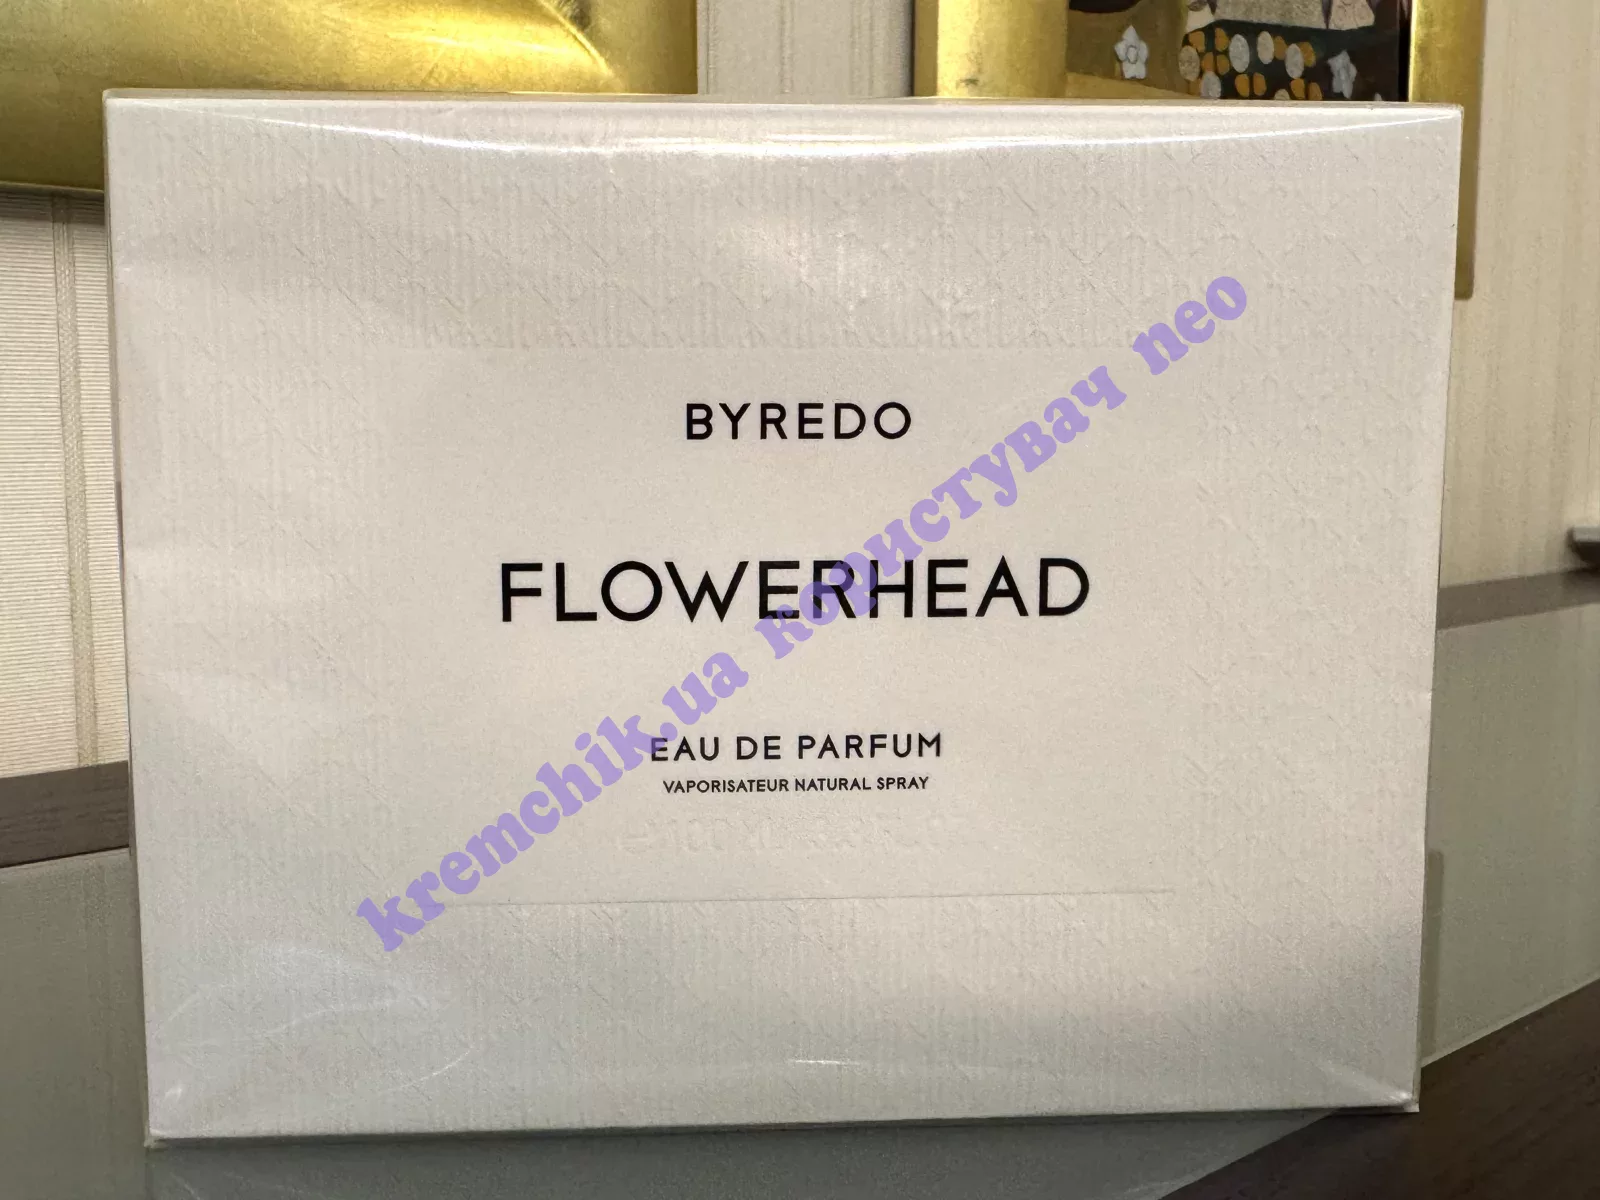 BYREDO
FLOWERHEAD
EAU DE PARFUM
VAPORISATEUR NATURAL SPRAY
kremchik.ua користувач neo